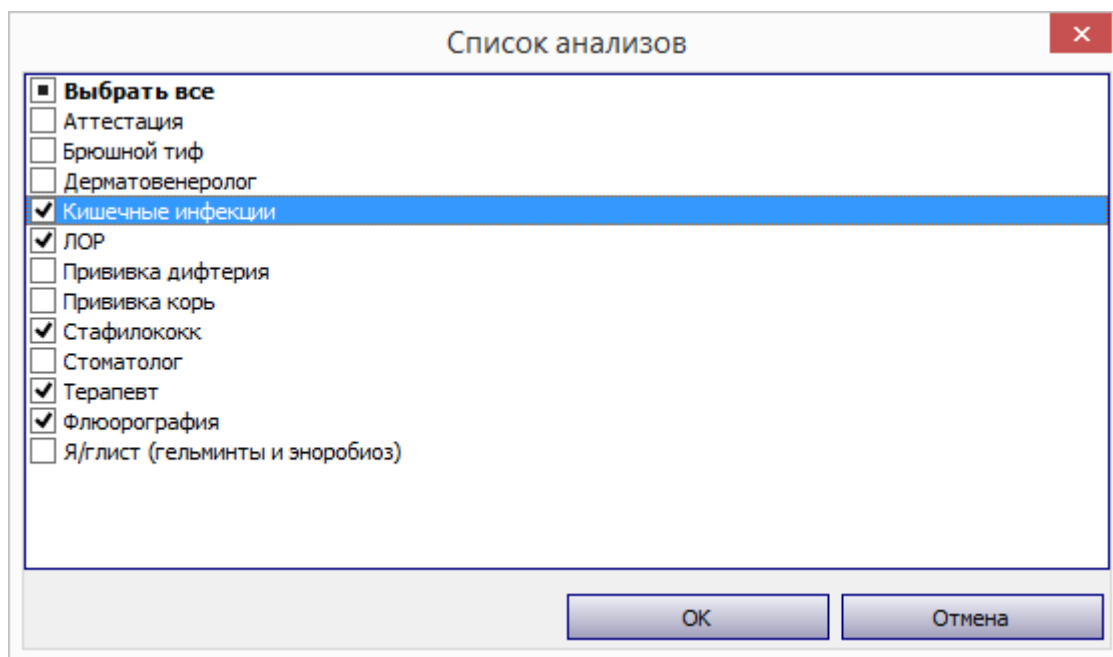 Список анализов
Выбрать все
Аттестация
Брюшной тиф
Дерматовенеролог
Кишечные инфекции
ЛОР
Прививка дифтерия
Прививка корь
Стафилококк
Стоматолог
Терапевт
Флюорография
Я/глист (гельминты и эноробиоз)
ОК
Отмена